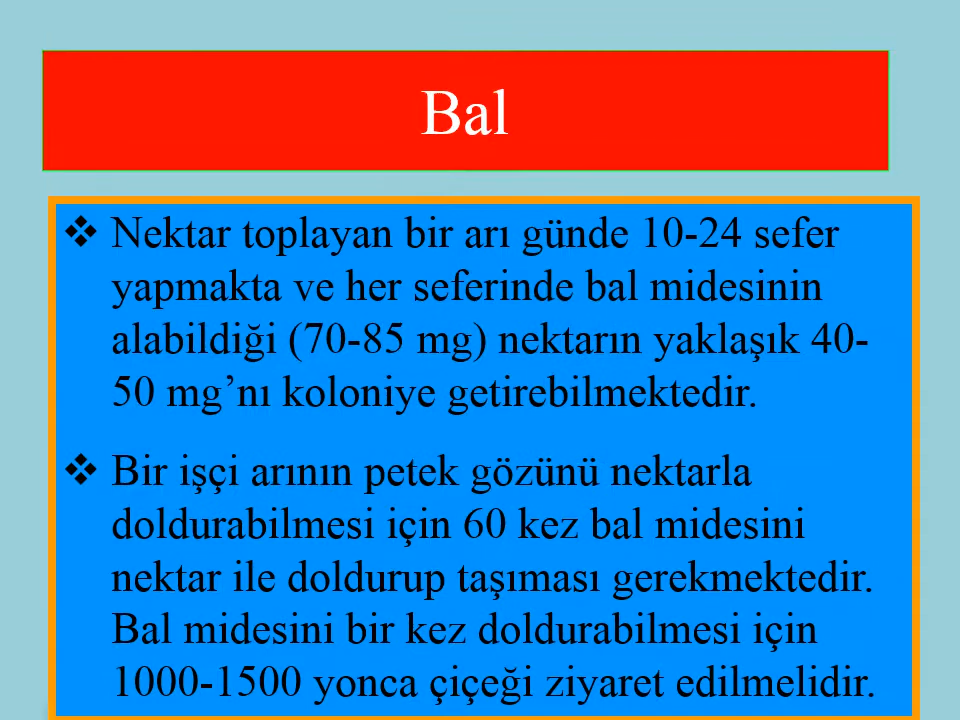 Bal
❖ Nektar toplayan bir arı günde 10-24 sefer
yapmakta ve her seferinde bal midesinin
alabildiği (70-85 mg) nektarın yaklaşık 40-
50 mg’nı koloniye getirebilmektedir.
❖ Bir işçi arının petek gözünü nektarla
doldurabilmesi için 60 kez bal midesini
nektar ile doldurup taşıması gerekmektedir.
Bal midesini bir kez doldurabilmesi için
1000-1500 yonca çiçeği ziyaret edilmelidir.